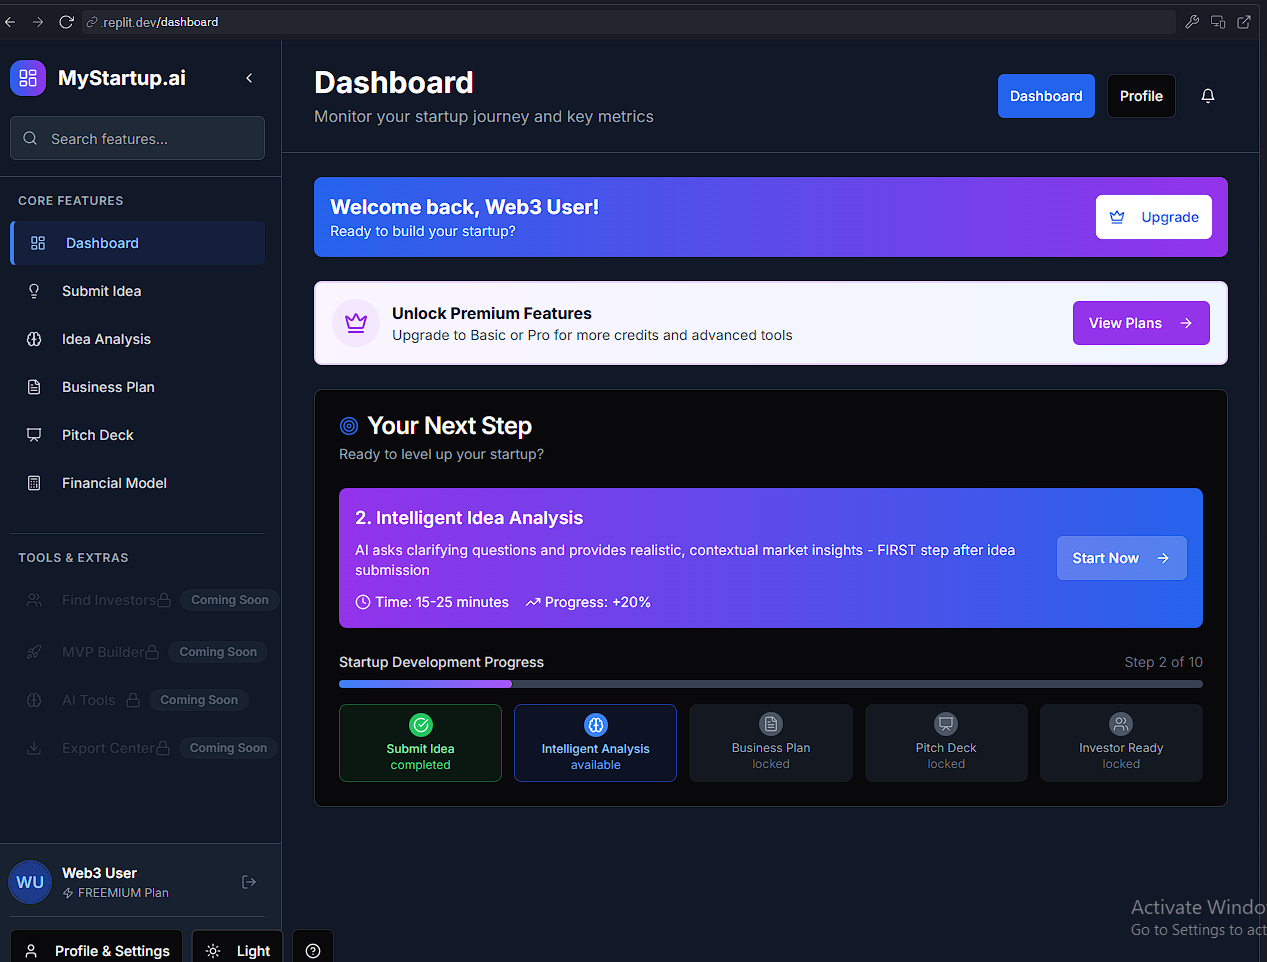 .replit.dev/dashboard
MyStartup.ai
Search features...
CORE FEATURES
Dashboard
Submit Idea
Idea Analysis
Business Plan
Pitch Deck
Financial Model
TOOLS & EXTRAS
Find Investors Coming Soon
MVP Builder Coming Soon
AI Tools Coming Soon
Export Center Coming Soon
WU
Web3 User
FREEMIUM Plan
Profile & Settings
Light
Dashboard
Monitor your startup journey and key metrics
Dashboard
Profile
Welcome back, Web3 User!
Ready to build your startup?
Upgrade
Unlock Premium Features
Upgrade to Basic or Pro for more credits and advanced tools
View Plans
Your Next Step
Ready to level up your startup?
2. Intelligent Idea Analysis
AI asks clarifying questions and provides realistic, contextual market insights - FIRST step after idea
submission
Time: 15-25 minutes Progress: +20%
Start Now
Startup Development Progress
Step 2 of 10
Submit Idea
completed
Intelligent Analysis
available
Business Plan
locked
Pitch Deck
locked
Investor Ready
locked
Activate Windo
Go to Settings to act